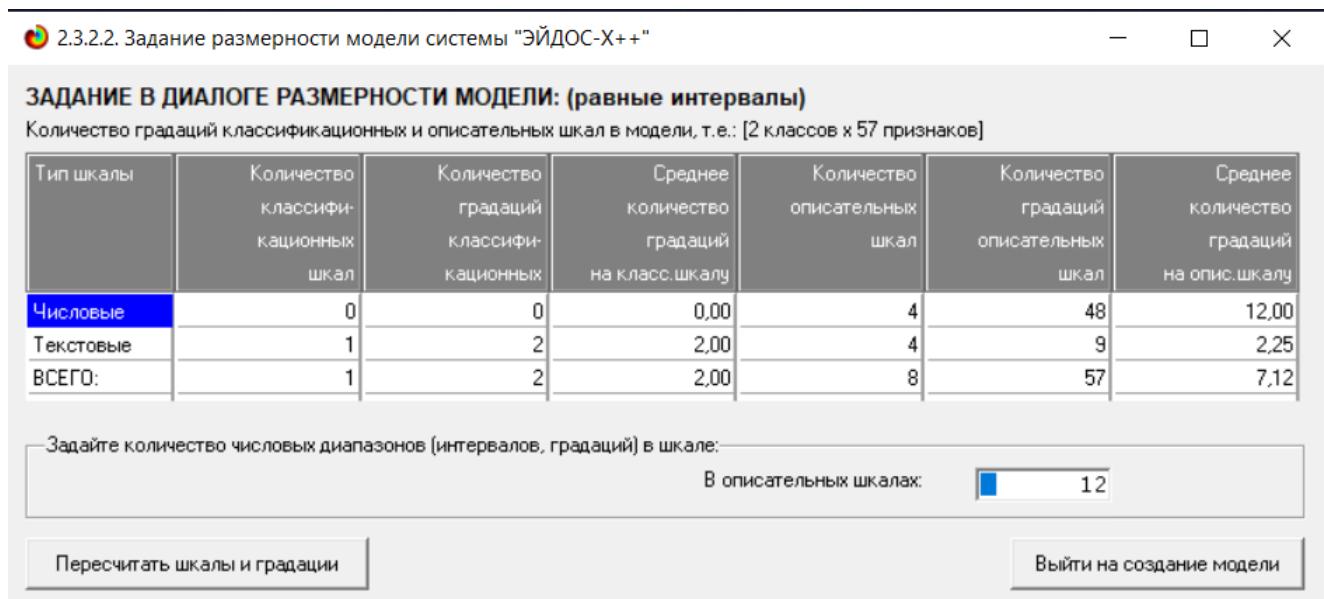 2.3.2.2. Задание размерности модели системы "ЭЙДОС-X++"
ЗАДАНИЕ В ДИАЛОГЕ РАЗМЕРНОСТИ МОДЕЛИ: (равные интервалы)
Количество градаций классификационных и описательных шкал в модели, т.е.: [2 классов x 57 признаков]
Тип шкалы Количество Количество Среднее Количество Количество Среднее
классифи- градаций количество описательных градаций количество
кационных классифи- градаций шкал описательных градаций
шкал кационных на класс.шкалу шкал на опис.шкалу
Числовые 0 0 0,00 4 48 12,00
Текстовые 1 2 2,00 4 9 2,25
ВСЕГО: 1 2 2,00 8 57 7,12
Задайте количество числовых диапазонов (интервалов, градаций) в шкале:
В описательных шкалах: 12
Пересчитать шкалы и градации Выйти на создание модели